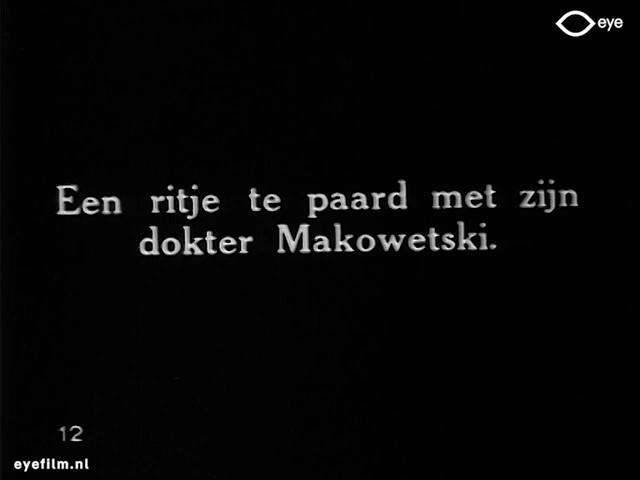 eye
Een ritje te paard met zijn
dokter Makowetski.
12
eyefilm.nl